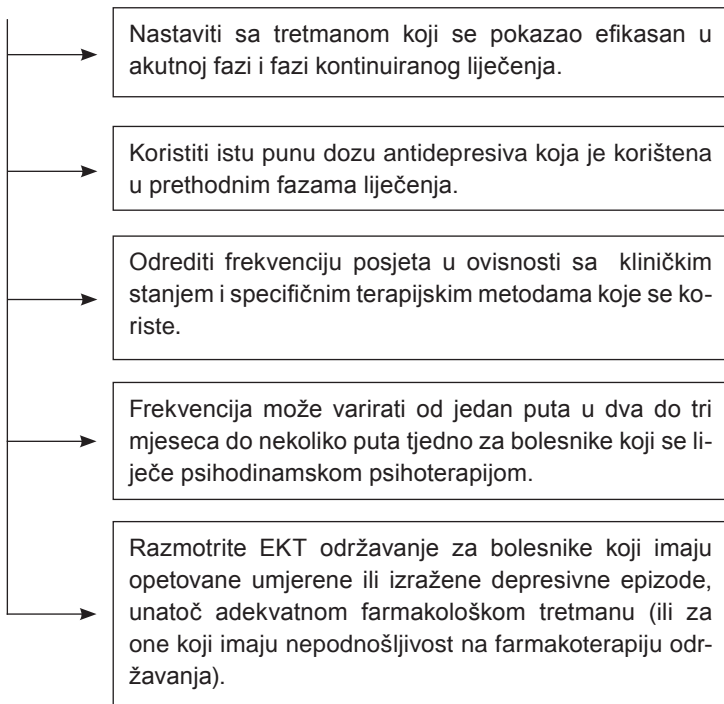 Nastaviti sa tretmanom koji se pokazao efikasan u
akutnoj fazi i fazi kontinuiranog liječenja.
Koristiti istu punu dozu antidepresiva koja je korištena
u prethodnim fazama liječenja.
Odrediti frekvenciju posjeta u ovisnosti sa kliničkim
stanjem i specifičnim terapijskim metodama koje se ko-
riste.
Frekvencija može varirati od jedan puta u dva do tri
mjeseca do nekoliko puta tjedno za bolesnike koji se li-
ječe psihodinamskom psihoterapijom.
Razmotrite EKT održavanje za bolesnike koji imaju
opetovane umjerene ili izražene depresivne epizode,
unatoč adekvatnom farmakološkom tretmanu (ili za
one koji imaju nepodnošljivost na farmakoterapiju odr-
žavanja).